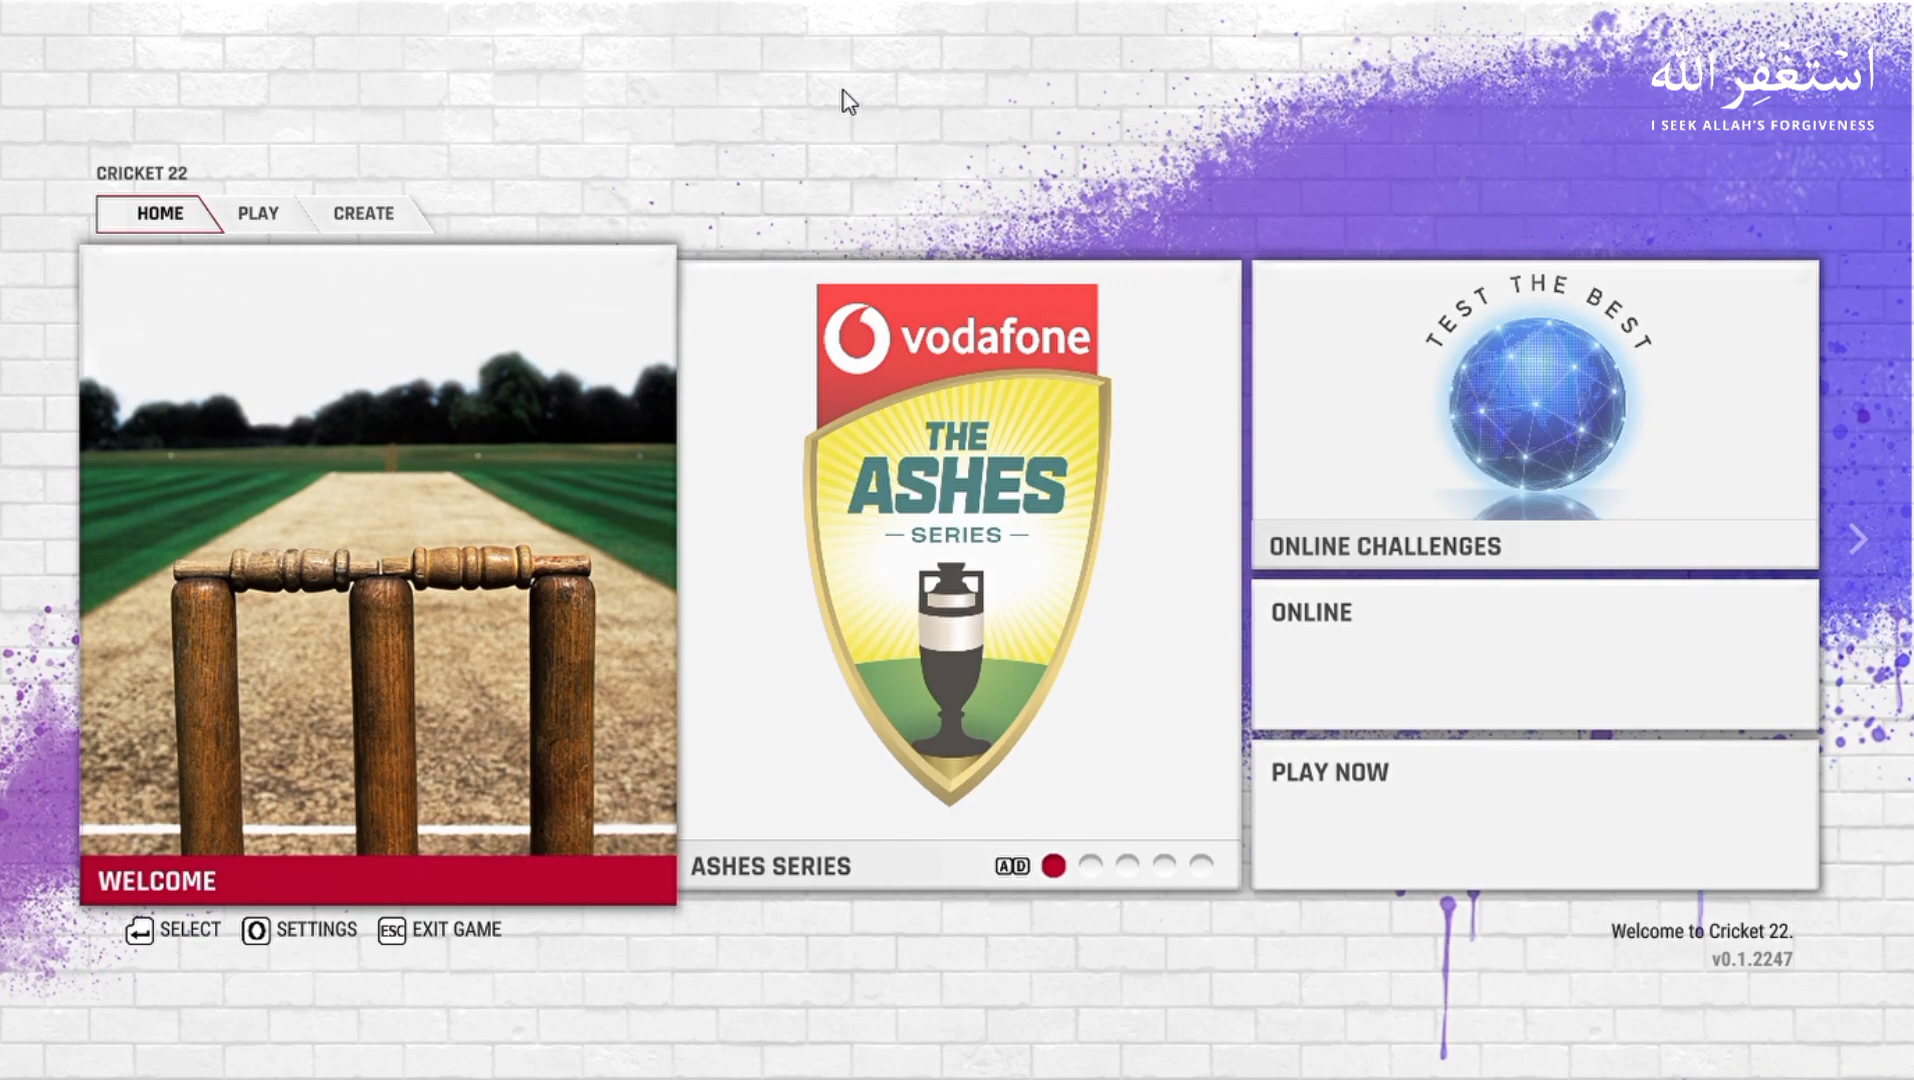 اَسْتَغْفِرُ اللّٰه
I SEEK ALLAH'S FORGIVENESS
CRICKET 22
HOME PLAY CREATE
vodafone
THE
ASHES
SERIES
TEST THE BEST
ONLINE CHALLENGES
ONLINE
PLAY NOW
ASHES SERIES A D
WELCOME
SELECT O SETTINGS ESC EXIT GAME
Welcome to Cricket 22.
v0.1.2247